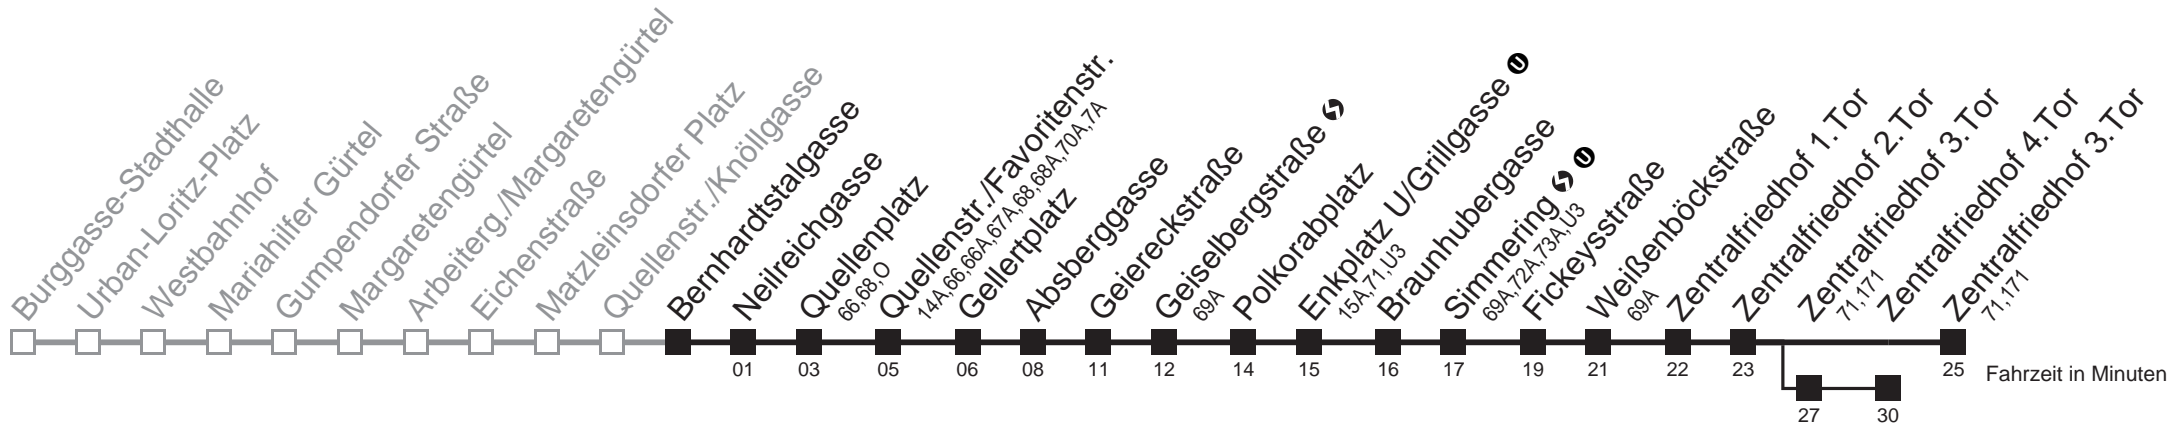 Burggasse-Stadthalle
Urban-Loritz-Platz
Westbahnhof
Mariahilfer Gürtel
Gumpendorfer Straße
Margaretengürtel
Arbeiterg./Margaretengürtel
Eichenstraße
Matzleinsdorfer Platz
Quellenstr./Knöllgasse
Bernhardtstalgasse
Neilreichgasse
Quellenplatz
66,68,O
Quellenstr./Favoritenstr.
14A,66,66A,67A,68,68A,70A,7A
Gellertplatz
Absberggasse
Geiereckstraße
Geiselbergstraße
69A
Polkorabplatz
Enkplatz U/Grillgasse U
15A,71,U3
Braunhubergasse
Simmering U
69A,72A,73A,U3
Fickeysstraße
Weißenböckstraße
69A
Zentralfriedhof 1.Tor
Zentralfriedhof 2.Tor
Zentralfriedhof 3.Tor
71,171
Zentralfriedhof 4.Tor
Zentralfriedhof 3.Tor
71,171
01 03 05 06 08 11 12 14 15 16 17 19 21 22 23 25 Fahrzeit in Minuten
27 30